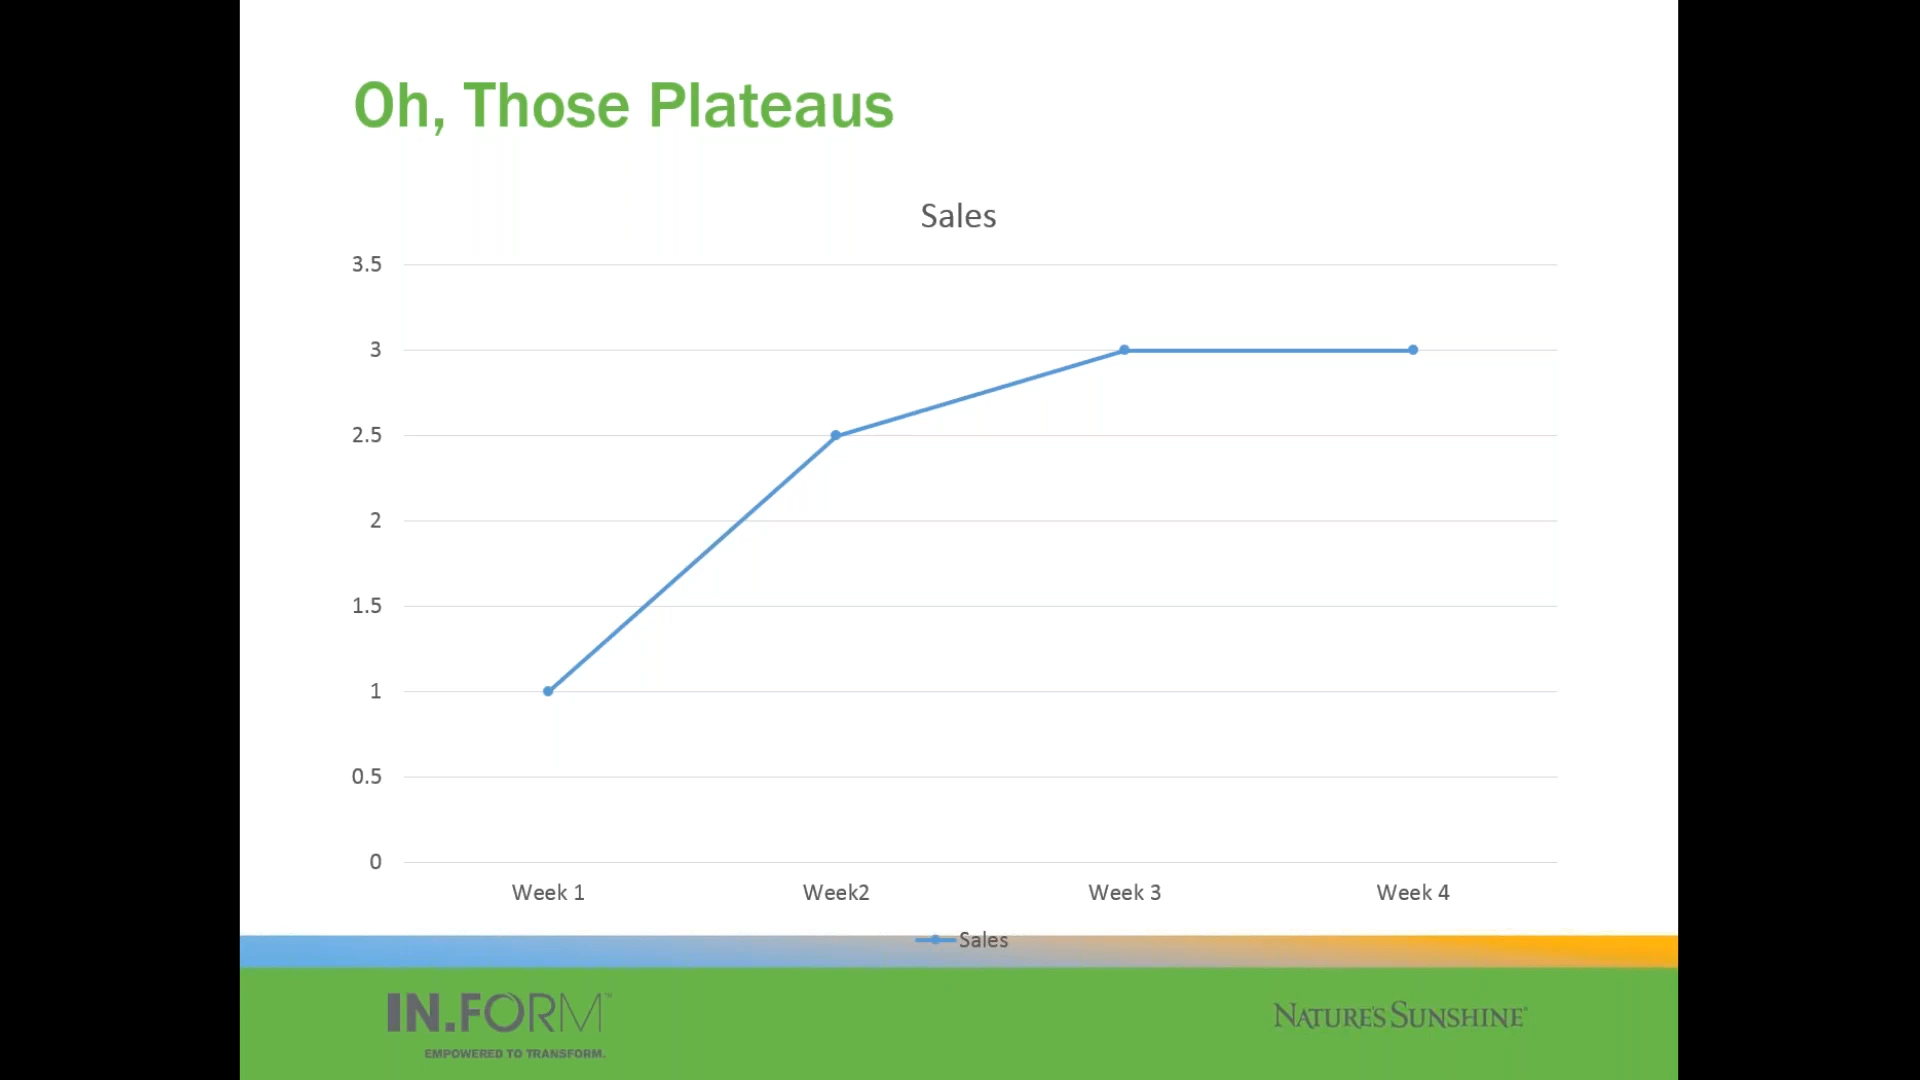 Oh, Those Plateaus
Sales
3.5
3
2.5
2
1.5
1
0.5
0
Week 1 Week2 Week 3 Week 4
Sales
IN.FORM™
EMPOWERED TO TRANSFORM.
NATURE'S SUNSHINE®